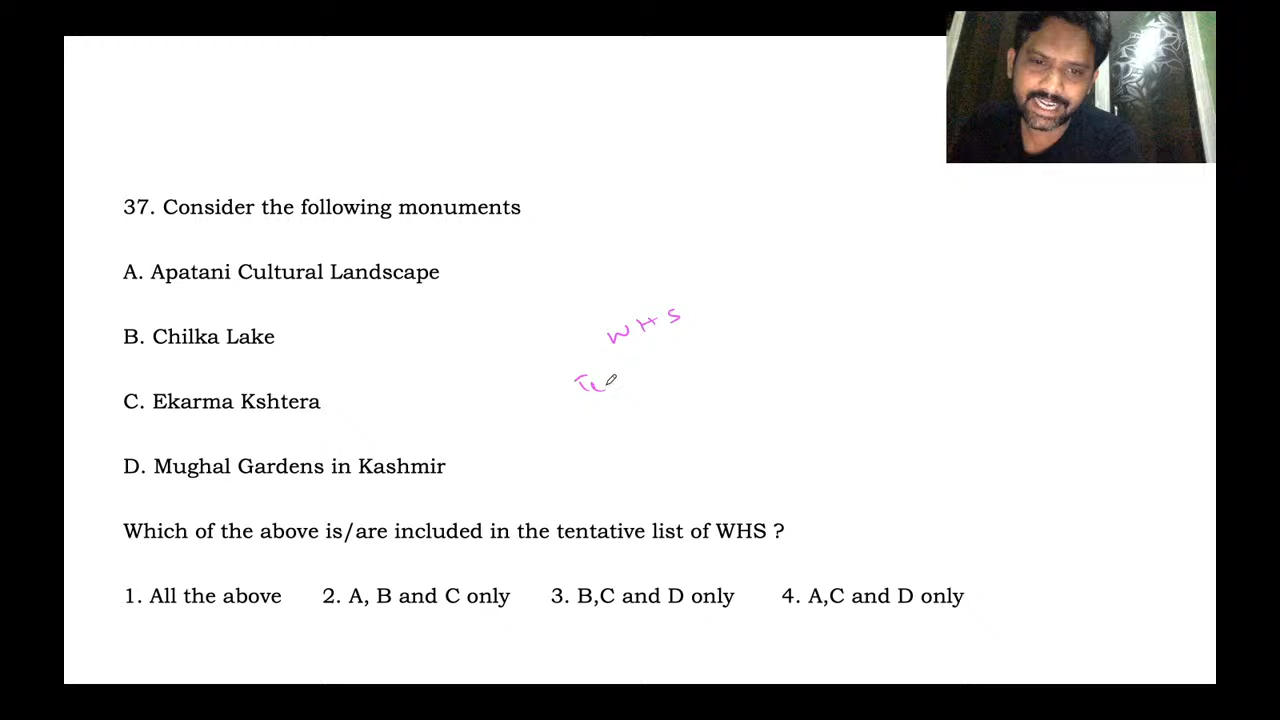 37. Consider the following monuments
A. Apatani Cultural Landscape
WHS
B. Chilka Lake
Te
C. Ekarma Kshtera
D. Mughal Gardens in Kashmir
Which of the above is/are included in the tentative list of WHS ?
1. All the above 2. A, B and C only 3. B,C and D only 4. A,C and D only